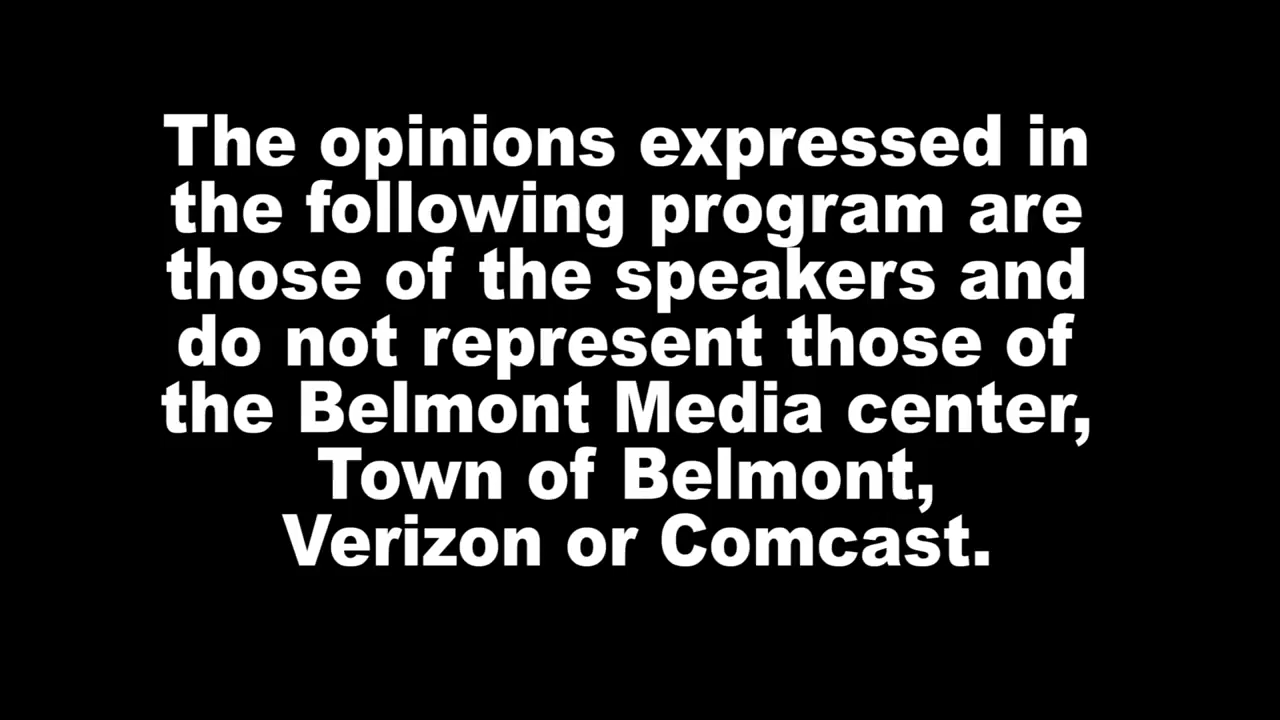 The opinions expressed in
the following program are
those of the speakers and
do not represent those of
the Belmont Media center,
Town of Belmont,
Verizon or Comcast.